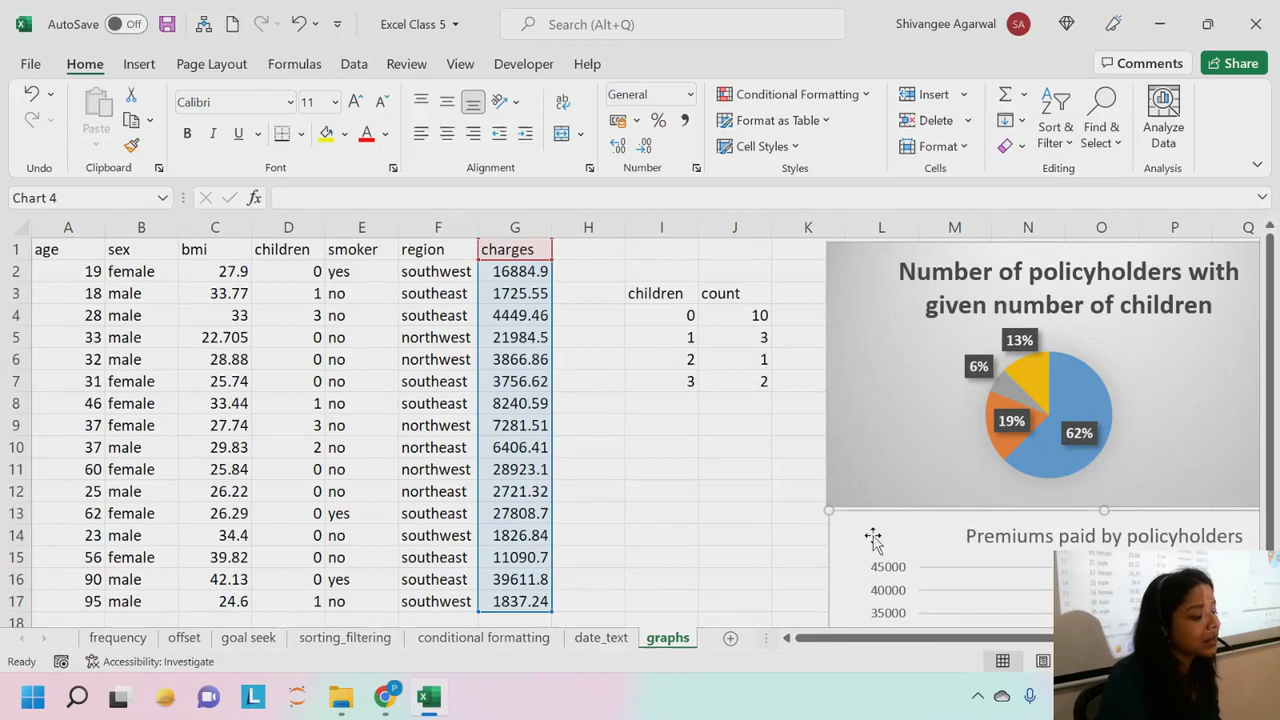 AutoSave Off Excel Class 5 Search (Alt+Q) Shivangee Agarwal SA
File Home Insert Page Layout Formulas Data Review View Developer Help Comments Share
Paste Calibri 11 General Conditional Formatting Insert
B I U Format as Table Delete Sort & Find & Analyze
Cell Styles Format Filter Select Data
Undo Clipboard Font Alignment Number Styles Cells Editing Analysis
Chart 4 fx
A B C D E F G H I J K L M N O P Q
1 age sex bmi children smoker region charges
2 19 female 27.9 0 yes southwest 16884.9
3 18 male 33.77 1 no southeast 1725.55 children count
4 28 male 33 3 no southeast 4449.46 0 10
5 33 male 22.705 0 no northwest 21984.5 1 3
6 32 male 28.88 0 no northwest 3866.86 2 1
7 31 female 25.74 0 no southeast 3756.62 3 2
8 46 female 33.44 1 no southeast 8240.59
9 37 female 27.74 3 no northwest 7281.51
10 37 male 29.83 2 no northeast 6406.41
11 60 female 25.84 0 no northwest 28923.1
12 25 male 26.22 0 no northeast 2721.32
13 62 female 26.29 0 yes southeast 27808.7
14 23 male 34.4 0 no southwest 1826.84
15 56 female 39.82 0 no southeast 11090.7
16 90 male 42.13 0 yes southeast 39611.8
17 95 male 24.6 1 no southwest 1837.24
18
Number of policyholders with
given number of children
13%
6%
19%
62%
Premiums paid by policyholders
45000
40000
35000
frequency offset goal seek sorting_filtering conditional formatting date_text graphs
Ready Accessibility: Investigate